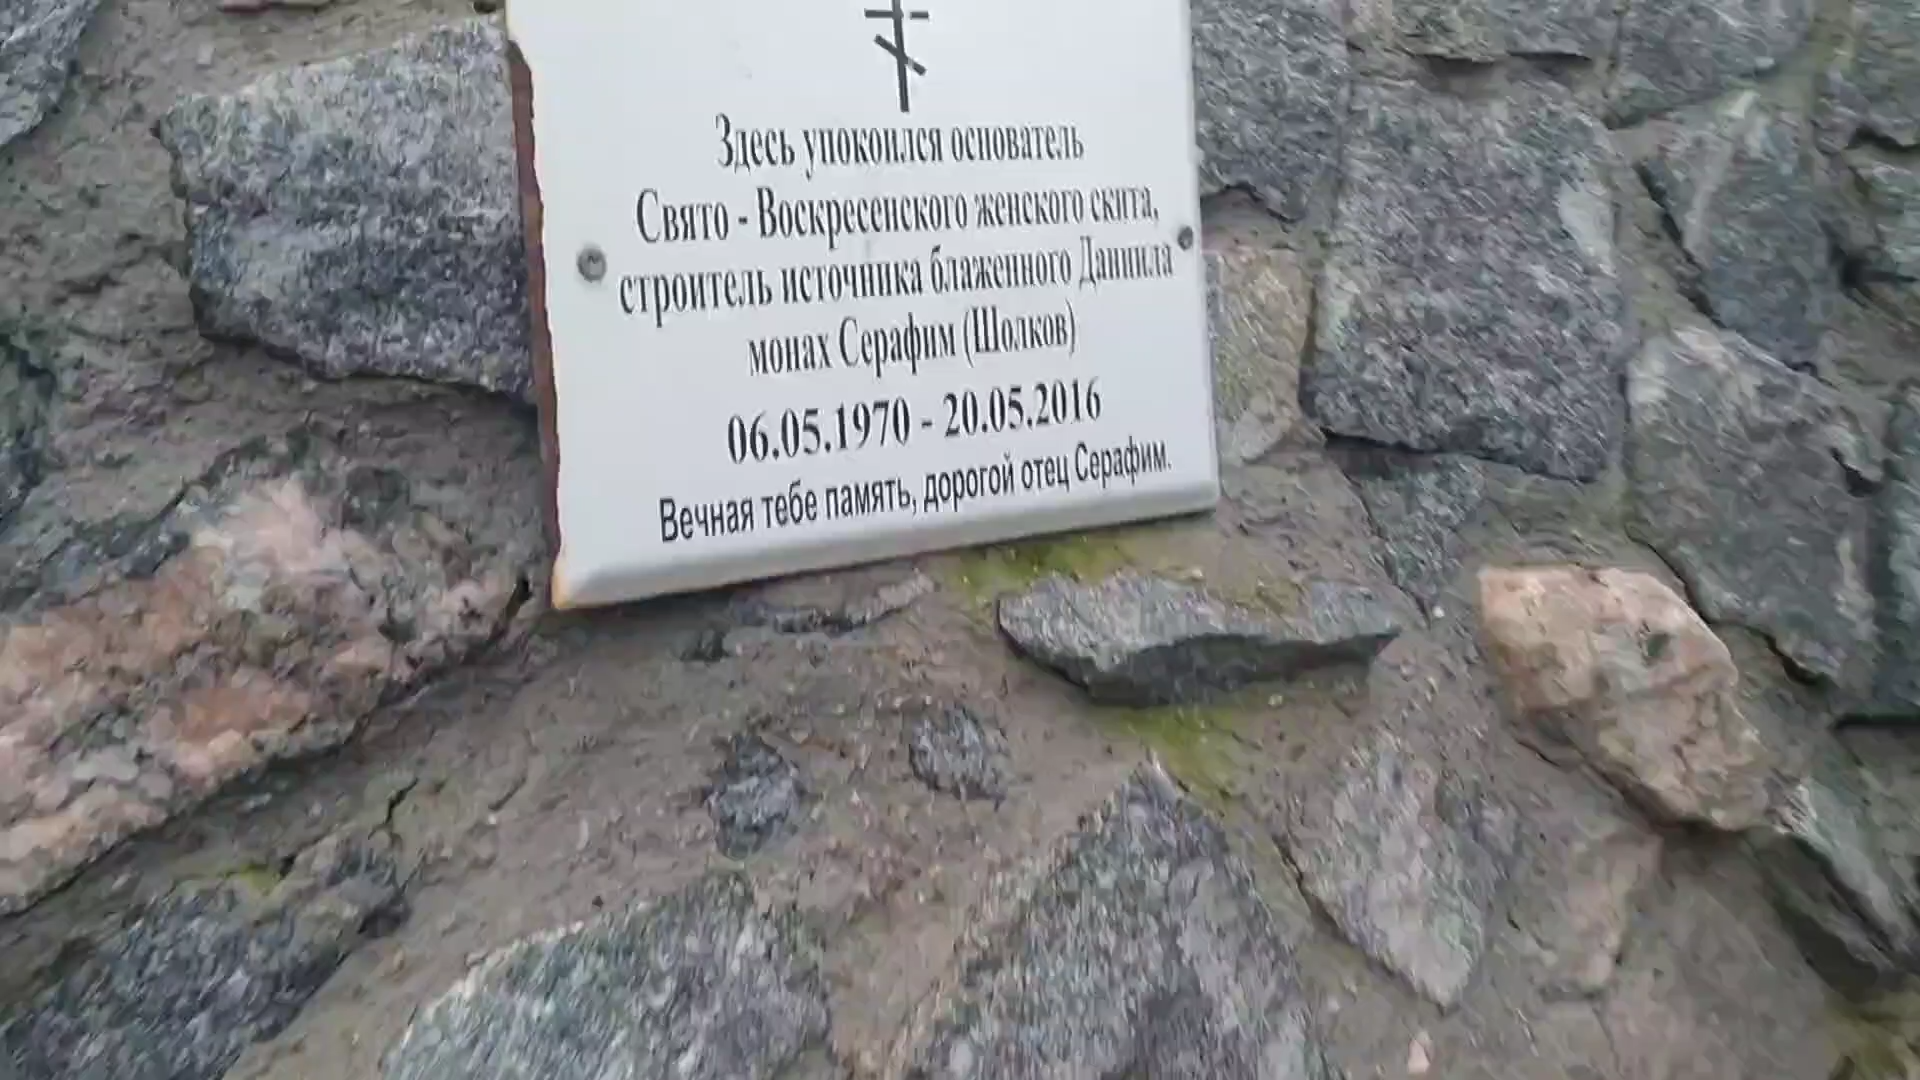 Здесь упокоился основатель
Свято - Воскресенского женского скита,
строитель источника блаженного Даниила
монах Серафим (Шолков)
06.05.1970 - 20.05.2016
Вечная тебе память, дорогой отец Серафим.